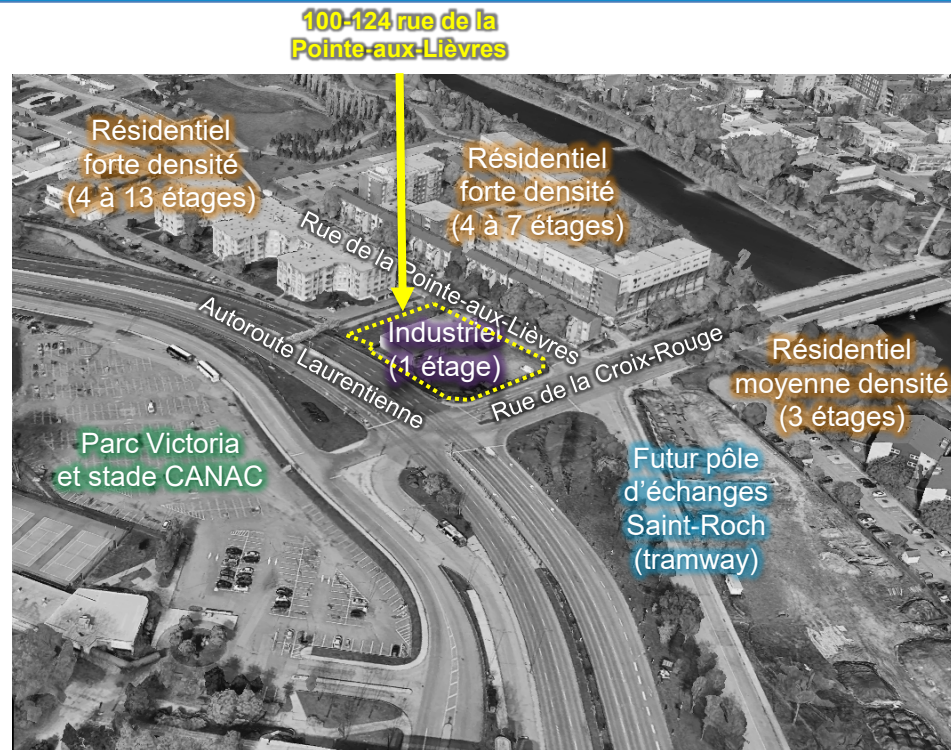 100-124 rue de la
Pointe-aux-Lièvres
Résidentiel
forte densité
(4 à 13 étages)
Résidentiel
forte densité
(4 à 7 étages)
Rue de la Pointe-aux-Lièvres
Autoroute Laurentienne
Industriel
(1 étage)
Rue de la Croix-Rouge
Résidentiel
moyenne densité
(3 étages)
Parc Victoria
et stade CANAC
Futur pôle
d'échanges
Saint-Roch
(tramway)